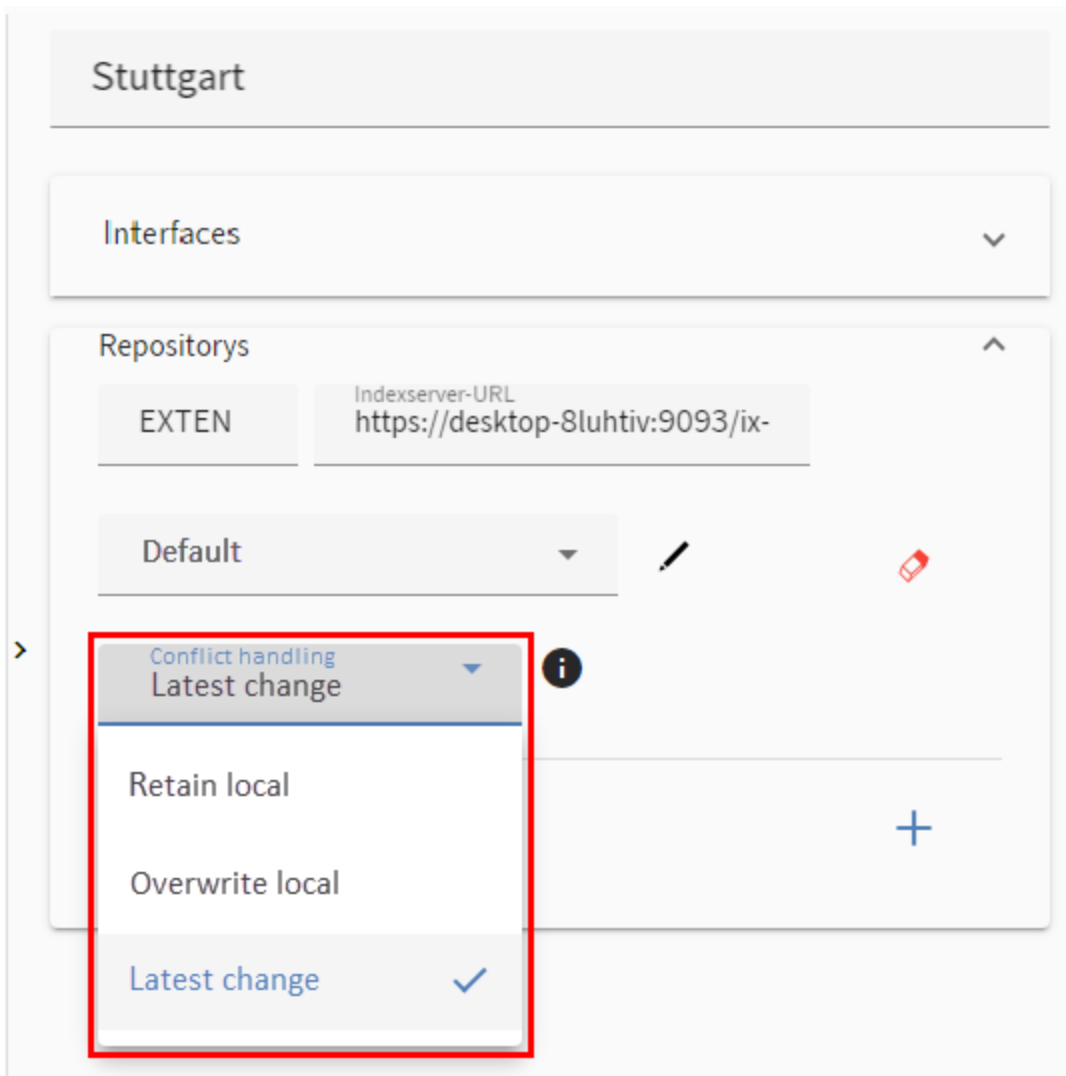 Stuttgart
Interfaces
Repositorys
EXTEN
Indexserver-URL
https://desktop-8luhtiv:9093/ix-
Default
Conflict handling
Latest change
Retain local
Overwrite local
Latest change